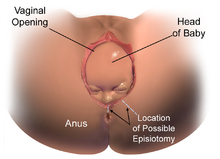 Vaginal
Opening
Head
of Baby
Anus
Location
of Possible
Episiotomy